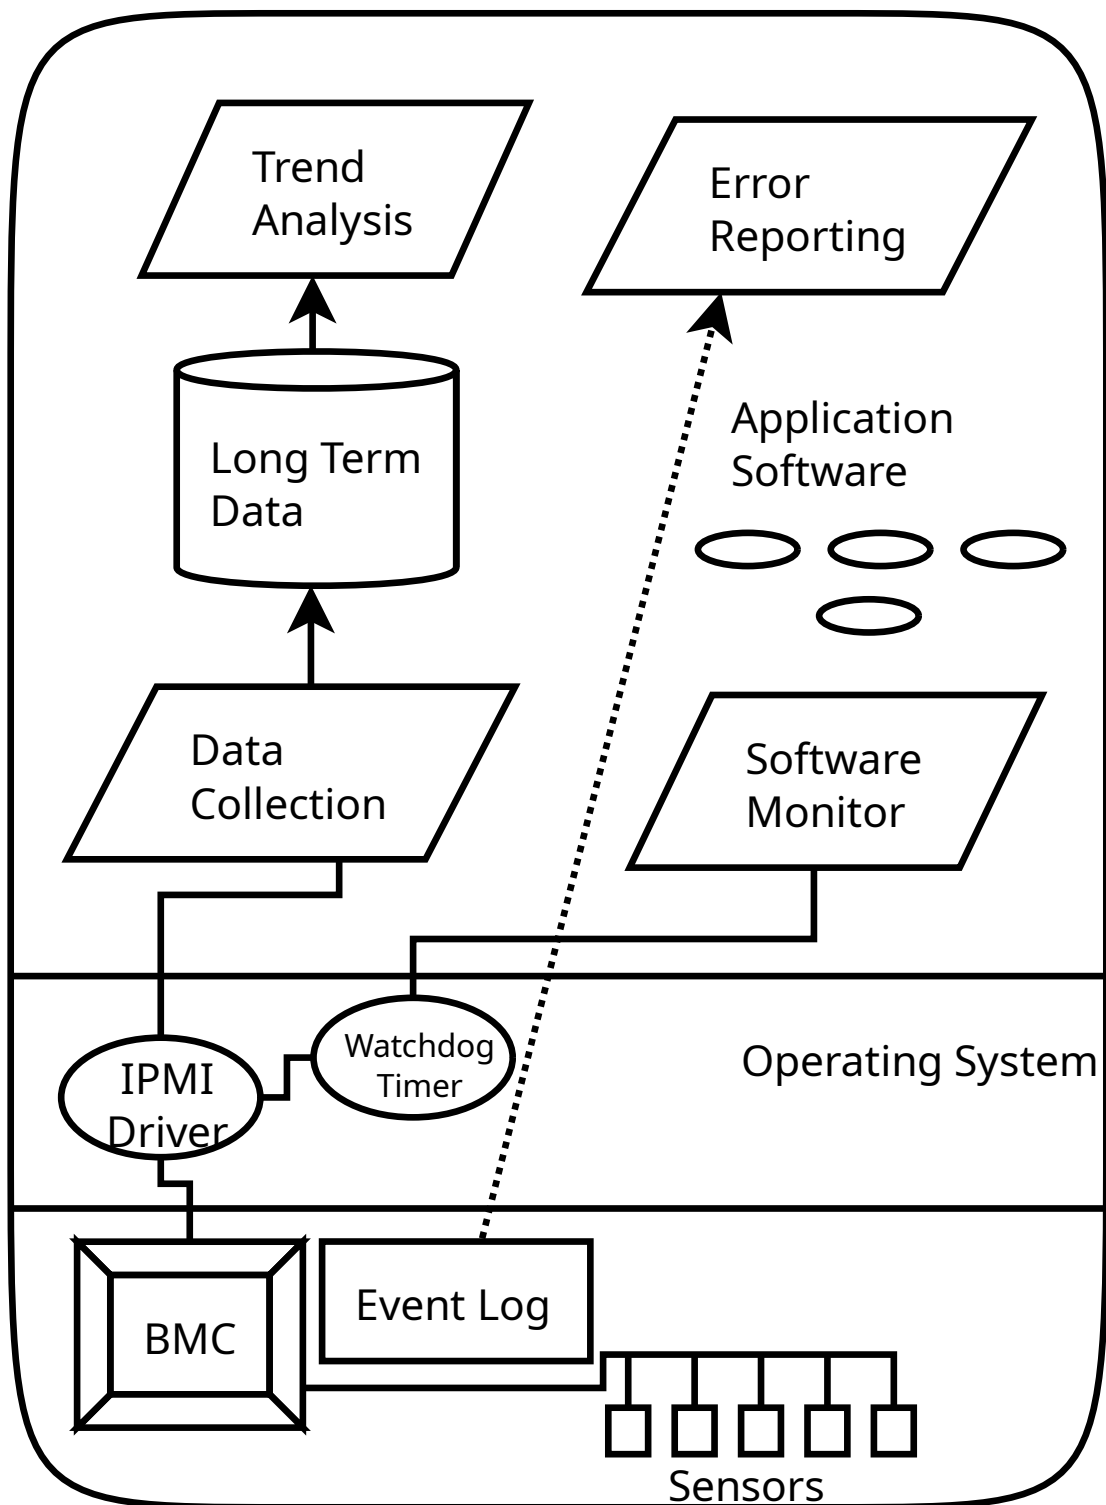 Trend
Analysis
Error
Reporting
Long Term
Data
Application
Software
Data
Collection
Software
Monitor
IPMI
Driver
Watchdog
Timer
Operating System
BMC
Event Log
Sensors